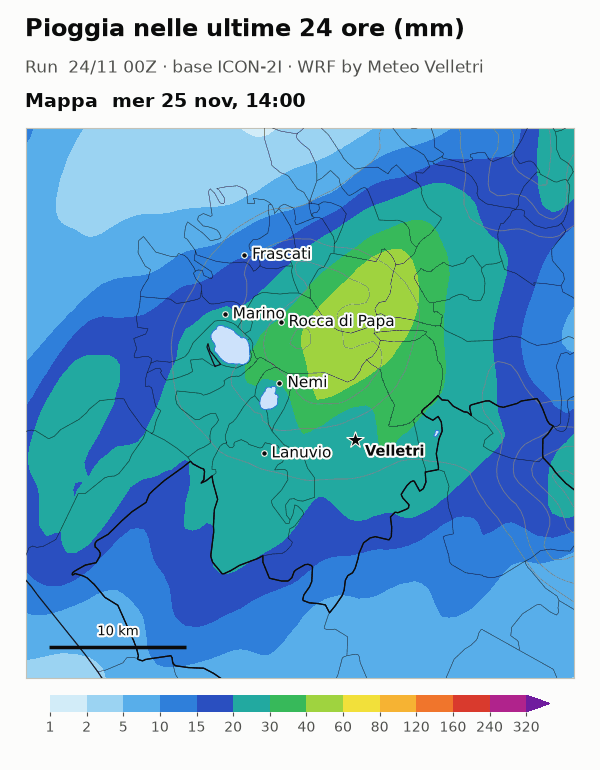 Pioggia nelle ultime 24 ore (mm)
Run  24/11 00Z · base ICON-2I · WRF by Meteo Velletri
Mappa  mer 25 nov, 14:00
Frascati
Marino
Rocca di Papa
Nemi
Velletri
Lanuvio
10 km
1 2 5 10 15 20 30 40 60 80 120 160 240 320